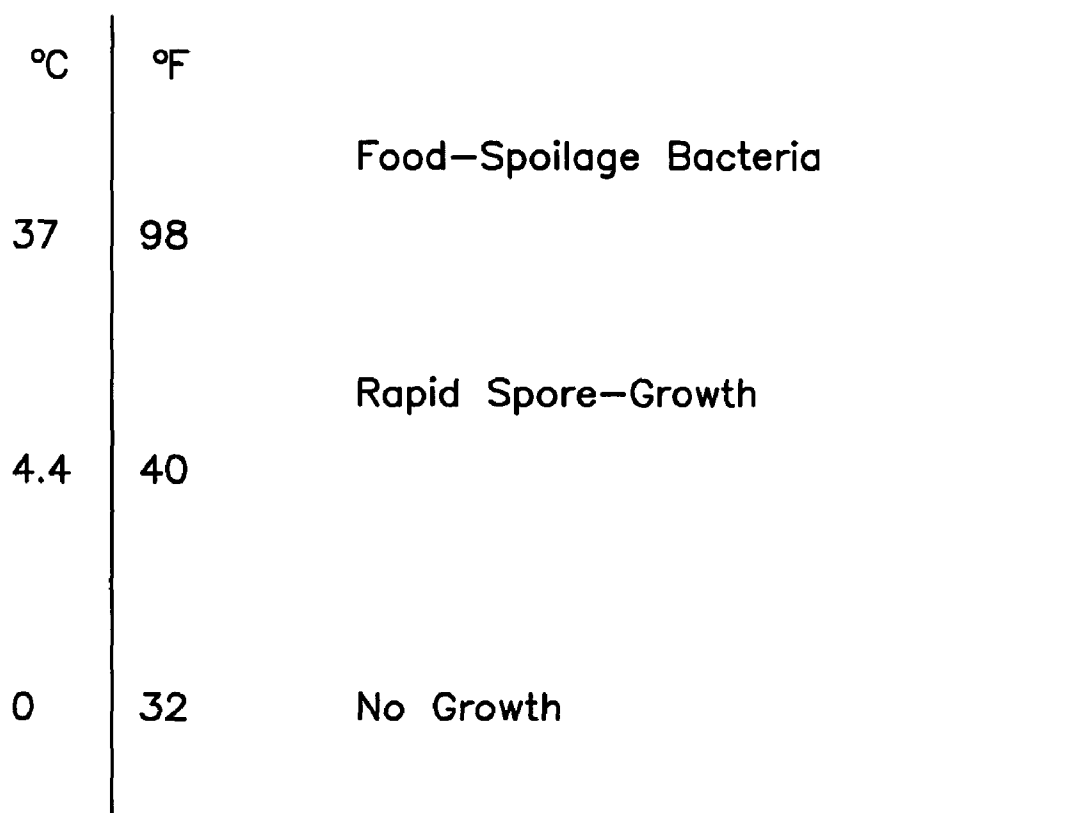 °C °F
Food–Spoilage Bacteria
37 98
Rapid Spore–Growth
4.4 40
0 32 No Growth